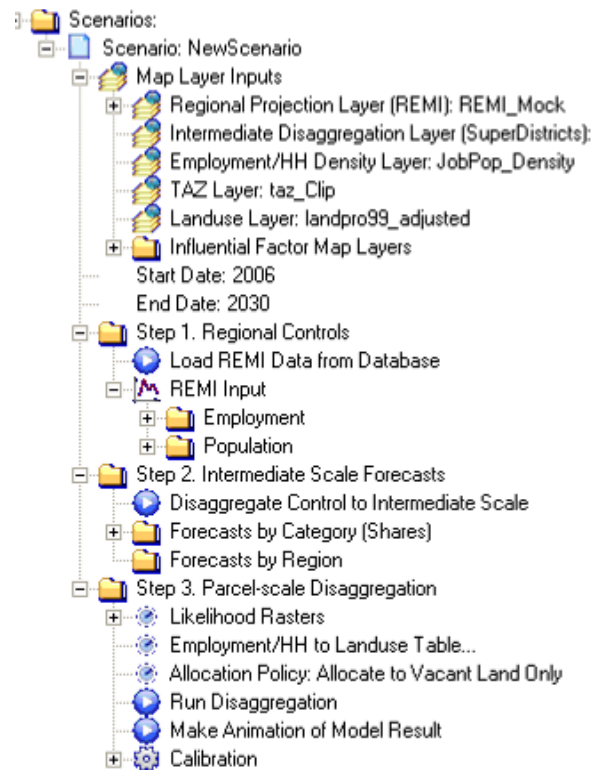 Scenarios:
Scenario: NewScenario
Map Layer Inputs
Regional Projection Layer (REMI): REMI_Mock
Intermediate Disaggregation Layer (SuperDistricts):
Employment/HH Density Layer: JobPop_Density
TAZ Layer: taz_Clip
Landuse Layer: landpro99_adjusted
Influential Factor Map Layers
Start Date: 2006
End Date: 2030
Step 1. Regional Controls
Load REMI Data from Database
REMI Input
Employment
Population
Step 2. Intermediate Scale Forecasts
Disaggregate Control to Intermediate Scale
Forecasts by Category (Shares)
Forecasts by Region
Step 3. Parcel-scale Disaggregation
Likelihood Rasters
Employment/HH to Landuse Table...
Allocation Policy: Allocate to Vacant Land Only
Run Disaggregation
Make Animation of Model Result
Calibration